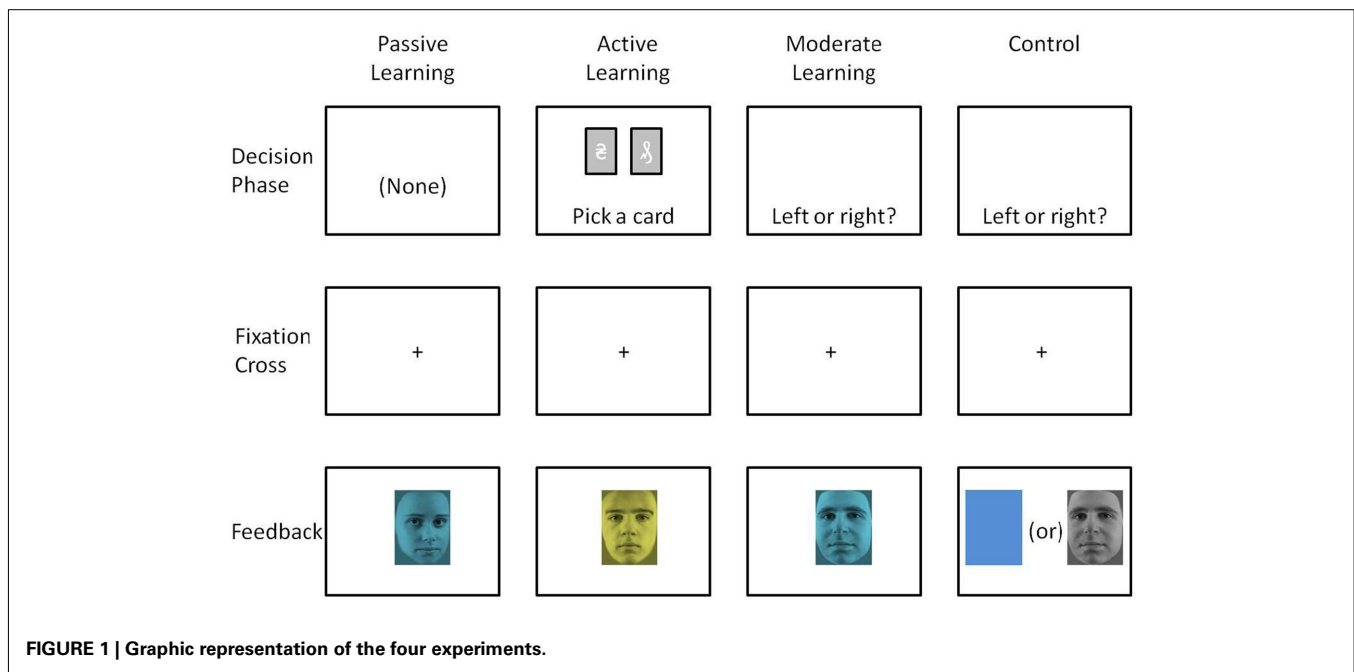 Passive Learning
Active Learning
Moderate Learning
Control
Decision Phase
(None)
₴
Pick a card
Left or right?
Left or right?
Fixation Cross
+
+
+
+
Feedback
(or)
FIGURE 1 | Graphic representation of the four experiments.